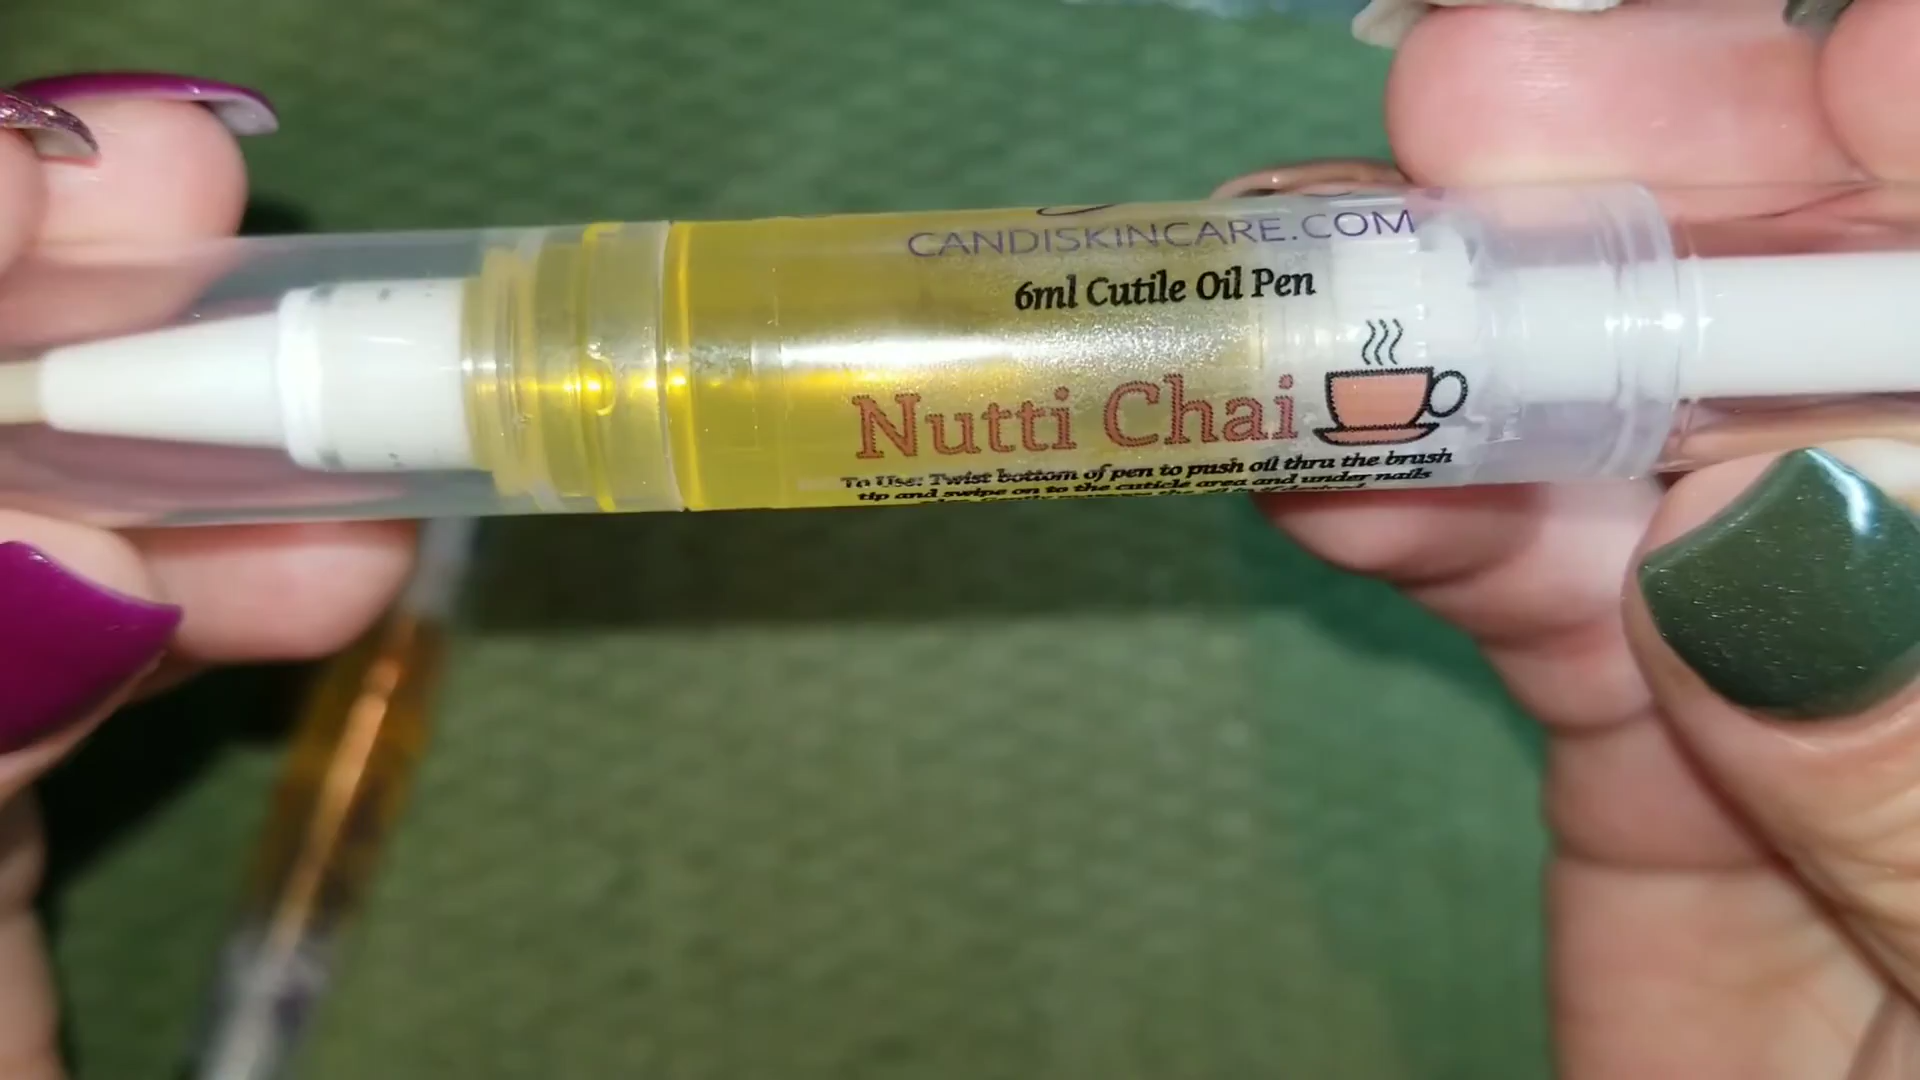 CANDISKINCARE.COM
6ml Cutile Oil Pen
Nutti Chai
To Use: Twist bottom of pen to push oil thru the brush
tip and swipe on to the cuticle area and under nails